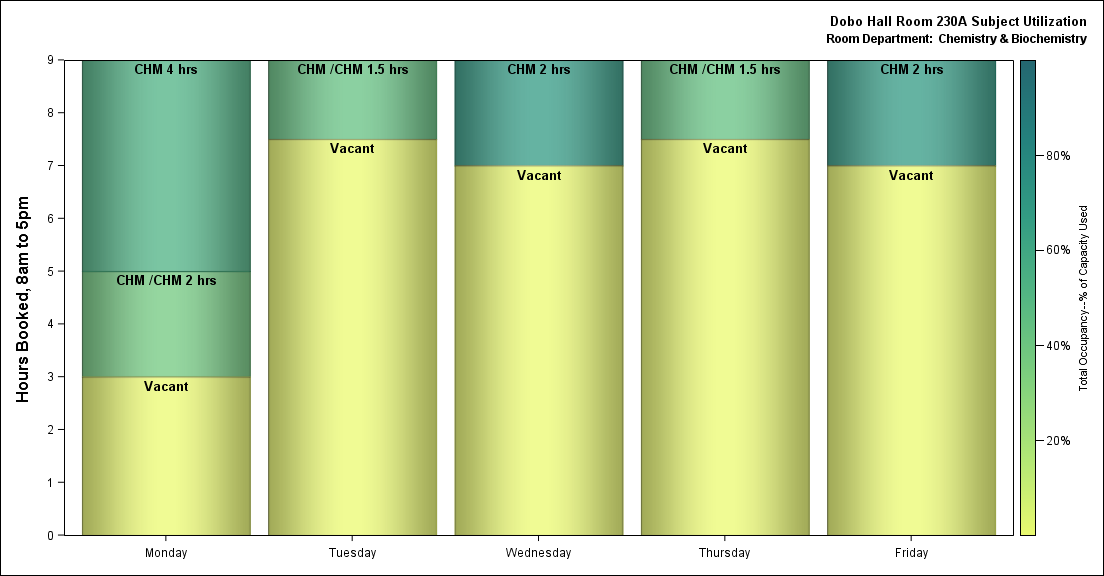 Dobo Hall Room 230A Subject Utilization
Room Department: Chemistry & Biochemistry
Hours Booked, 8am to 5pm
9
8
7
6
5
4
3
2
1
0
CHM 4 hrs
CHM /CHM 2 hrs
Vacant
CHM /CHM 1.5 hrs
Vacant
CHM 2 hrs
Vacant
CHM /CHM 1.5 hrs
Vacant
CHM 2 hrs
Vacant
Monday
Tuesday
Wednesday
Thursday
Friday
80%
60%
40%
20%
Total Occupancy--% of Capacity Used